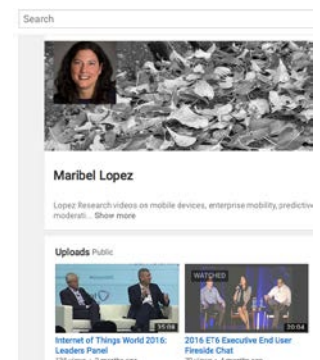 Search
Maribel Lopez
Lopez Research videos on mobile devices, enterprise mobility, predictive
moderati... Show more
Uploads Public
WATCHED
35:08
20:04
Internet of Things World 2016:
Leaders Panel
2016 ET6 Executive End User
Fireside Chat